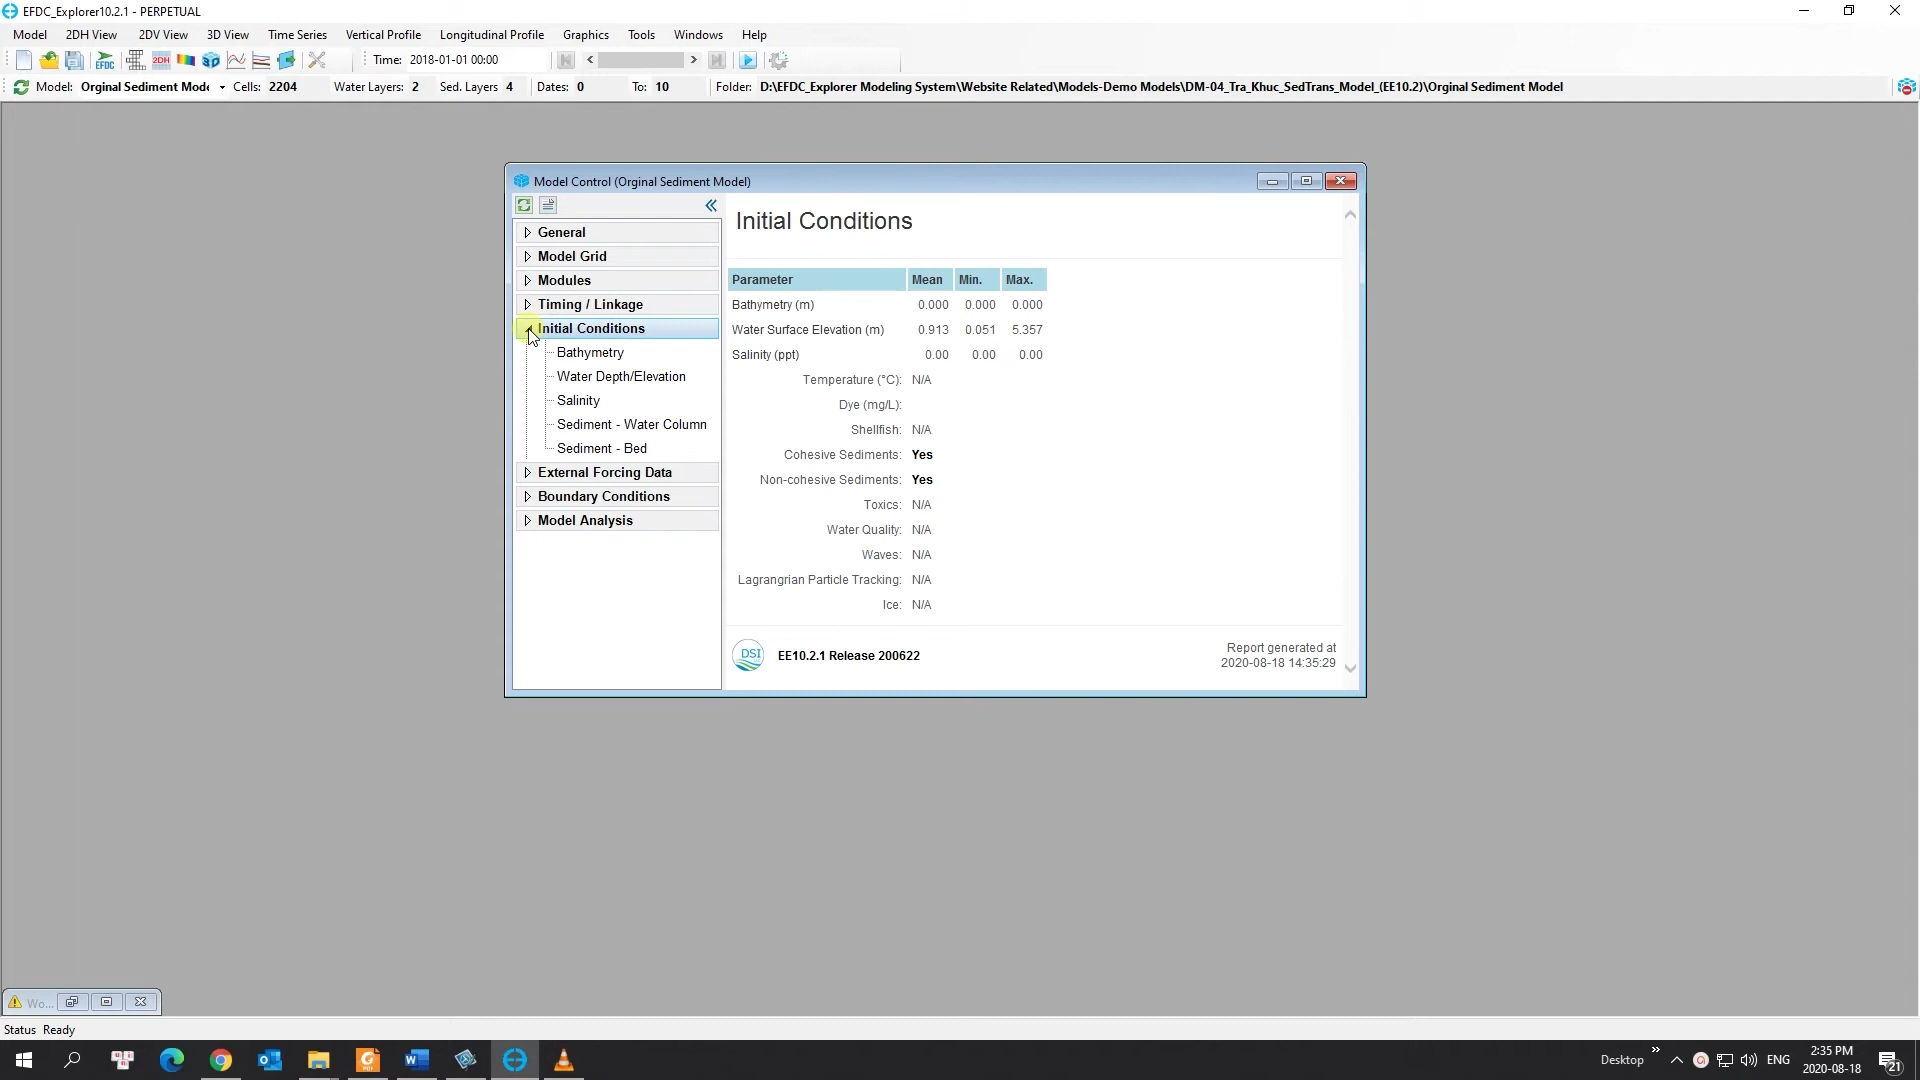 EFDC_Explorer10.2.1 - PERPETUAL
Model 2DH View 2DV View 3D View Time Series Vertical Profile Longitudinal Profile Graphics Tools Windows Help
EFDC 2DH 3D Time: 2018-01-01 00:00
Model: Orginal Sediment Mode Cells: 2204 Water Layers: 2 Sed. Layers 4 Dates: 0 To: 10 Folder: D:\EFDC_Explorer Modeling System\Website Related\Models-Demo Models\DM-04_Tra_Khuc_SedTrans_Model_(EE10.2)\Orginal Sediment Model
Model Control (Orginal Sediment Model)
General
Model Grid
Modules
Timing / Linkage
Initial Conditions
Bathymetry
Water Depth/Elevation
Salinity
Sediment - Water Column
Sediment - Bed
External Forcing Data
Boundary Conditions
Model Analysis
Initial Conditions
Parameter Mean Min. Max.
Bathymetry (m) 0.000 0.000 0.000
Water Surface Elevation (m) 0.913 0.051 5.357
Salinity (ppt) 0.00 0.00 0.00
Temperature (°C): N/A
Dye (mg/L):
Shellfish: N/A
Cohesive Sediments: Yes
Non-cohesive Sediments: Yes
Toxics: N/A
Water Quality: N/A
Waves: N/A
Lagrangrian Particle Tracking: N/A
Ice: N/A
DSI EE10.2.1 Release 200622
Report generated at
2020-08-18 14:35:29
Wo...
Status Ready
Desktop ENG
2:35 PM
2020-08-18
21